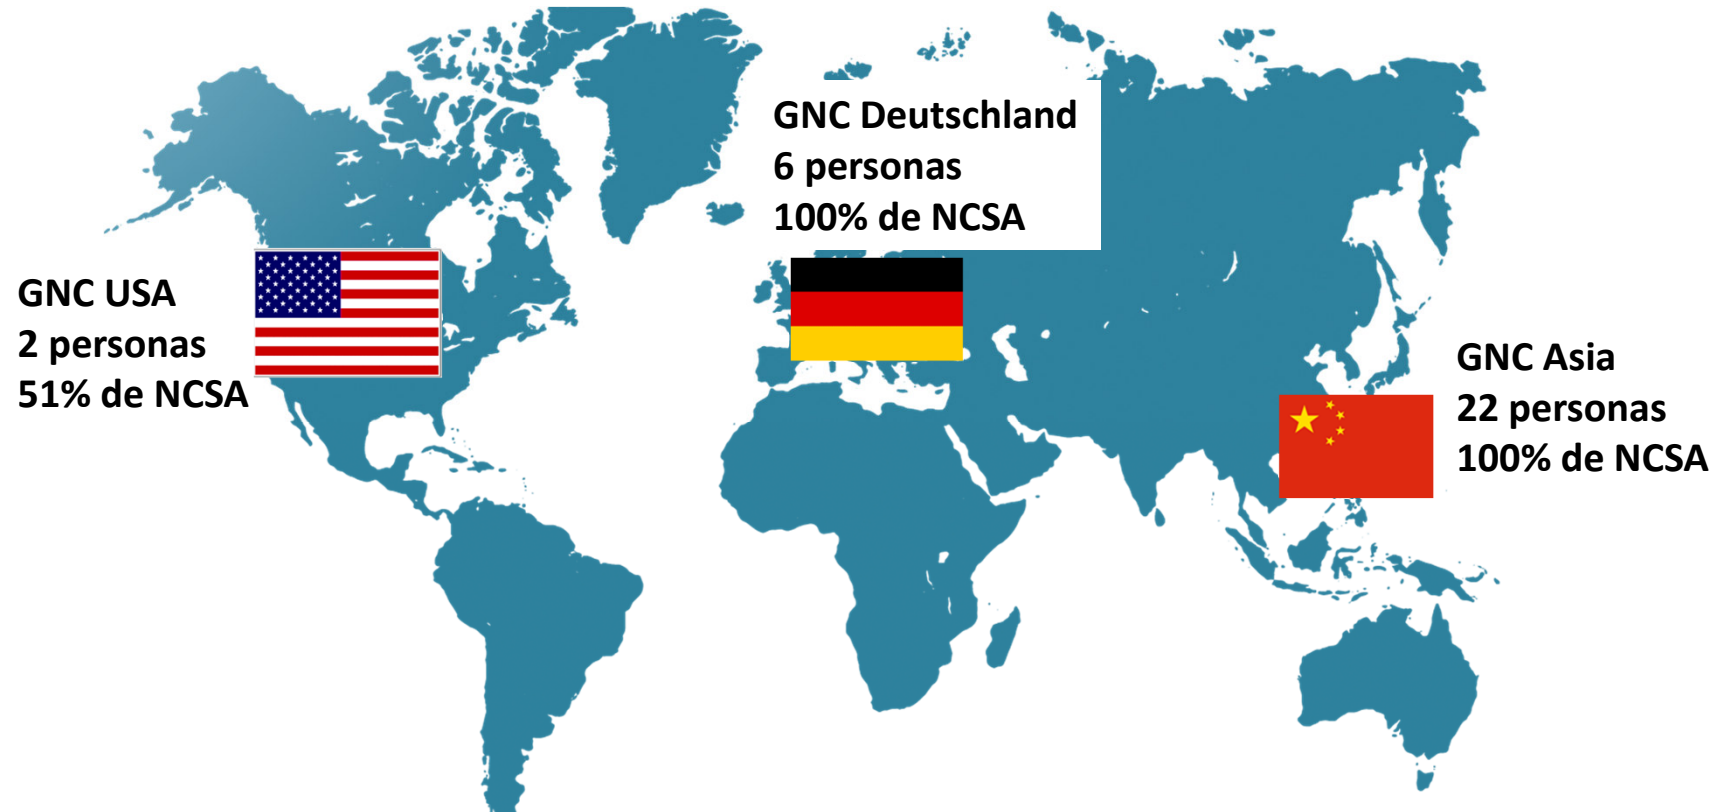 GNC USA
2 personas
51% de NCSA
GNC Deutschland
6 personas
100% de NCSA
GNC Asia
22 personas
100% de NCSA